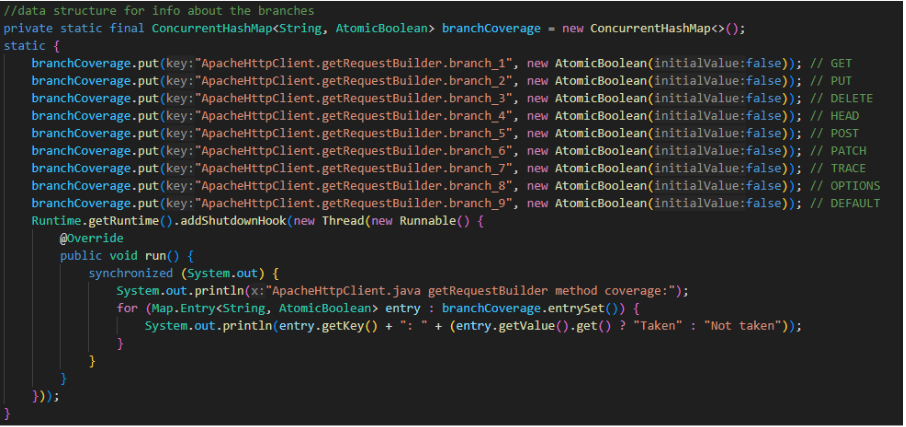 //data structure for info about the branches
private static final ConcurrentHashMap<String, AtomicBoolean> branchCoverage = new ConcurrentHashMap<>();
static {
    branchCoverage.put(key:"ApacheHttpClient.getRequestBuilder.branch_1", new AtomicBoolean(initialValue:false)); // GET
    branchCoverage.put(key:"ApacheHttpClient.getRequestBuilder.branch_2", new AtomicBoolean(initialValue:false)); // PUT
    branchCoverage.put(key:"ApacheHttpClient.getRequestBuilder.branch_3", new AtomicBoolean(initialValue:false)); // DELETE
    branchCoverage.put(key:"ApacheHttpClient.getRequestBuilder.branch_4", new AtomicBoolean(initialValue:false)); // HEAD
    branchCoverage.put(key:"ApacheHttpClient.getRequestBuilder.branch_5", new AtomicBoolean(initialValue:false)); // POST
    branchCoverage.put(key:"ApacheHttpClient.getRequestBuilder.branch_6", new AtomicBoolean(initialValue:false)); // PATCH
    branchCoverage.put(key:"ApacheHttpClient.getRequestBuilder.branch_7", new AtomicBoolean(initialValue:false)); // TRACE
    branchCoverage.put(key:"ApacheHttpClient.getRequestBuilder.branch_8", new AtomicBoolean(initialValue:false)); // OPTIONS
    branchCoverage.put(key:"ApacheHttpClient.getRequestBuilder.branch_9", new AtomicBoolean(initialValue:false)); // DEFAULT
    Runtime.getRuntime().addShutdownHook(new Thread(new Runnable() {
        @Override
        public void run() {
            synchronized (System.out) {
                System.out.println(x:"ApacheHttpClient.java getRequestBuilder method coverage:");
                for (Map.Entry<String, AtomicBoolean> entry : branchCoverage.entrySet()) {
                    System.out.println(entry.getKey() + ": " + (entry.getValue().get() ? "Taken" : "Not taken"));
                }
            }
        }
    }));
}